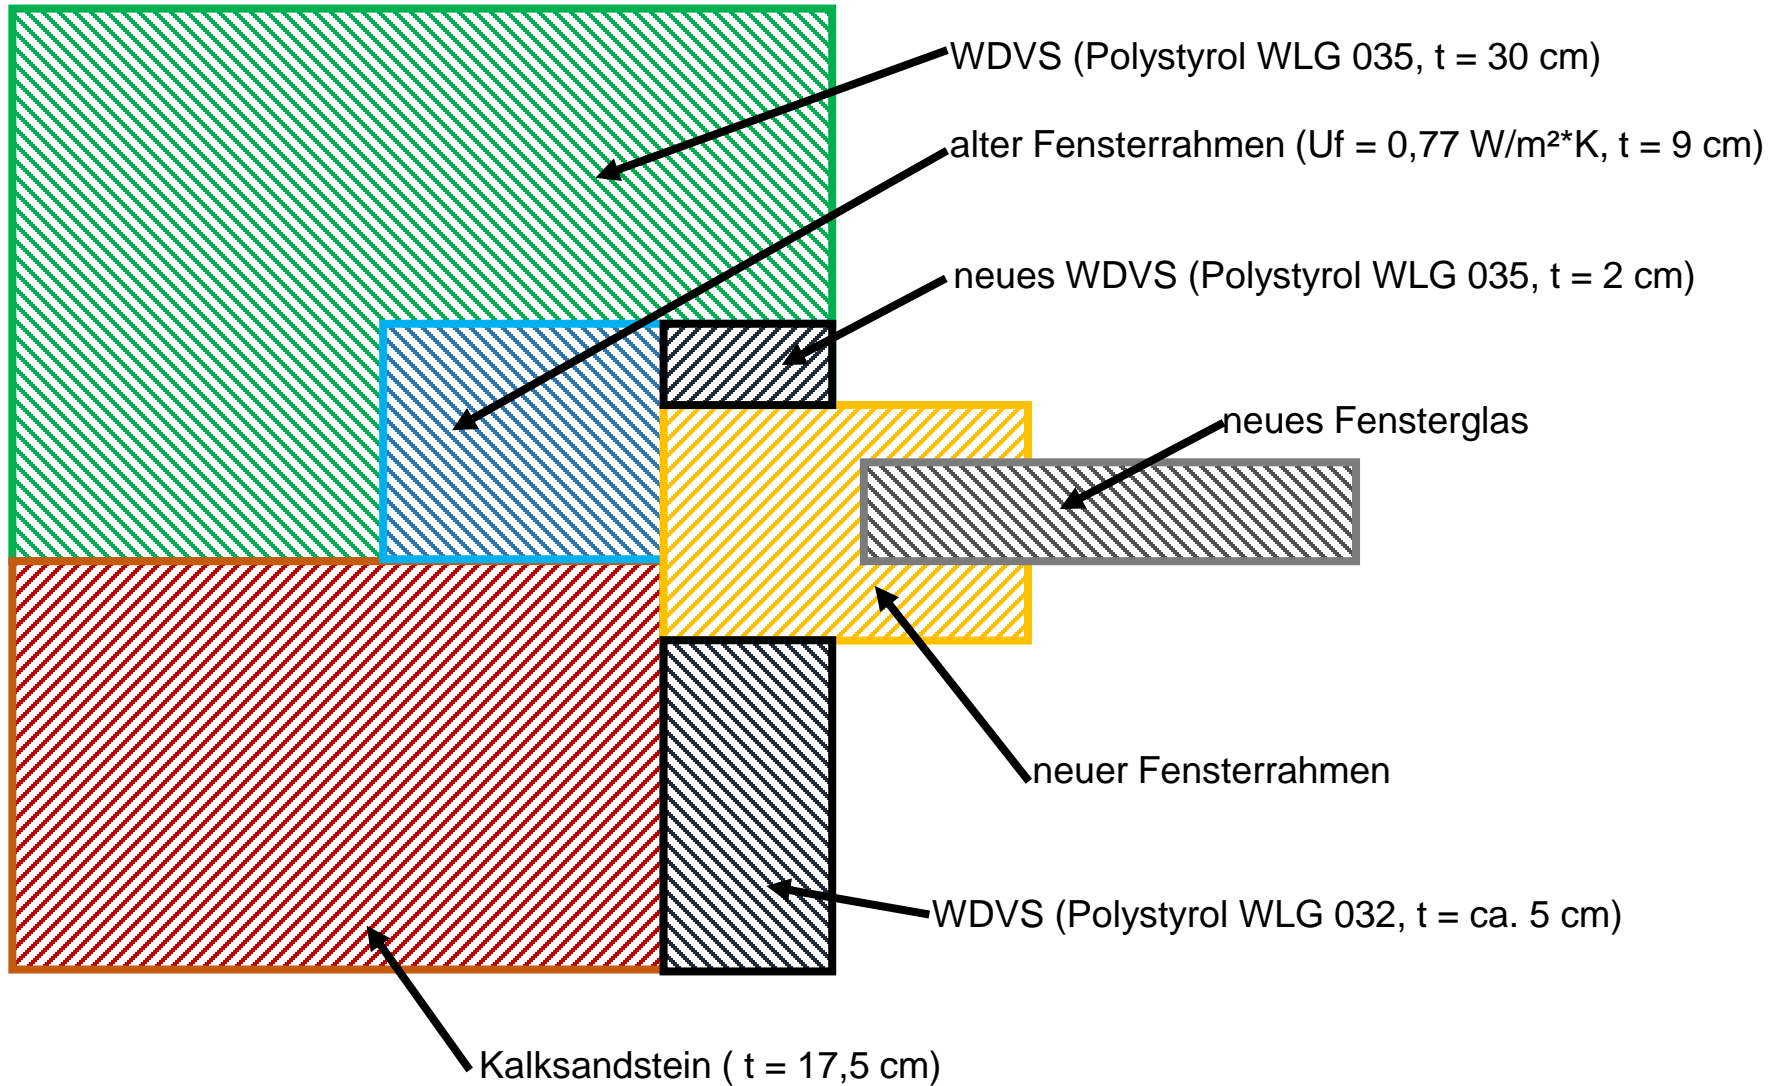 WDVS (Polystyrol WLG 035, t = 30 cm)
alter Fensterrahmen (Uf = 0,77 W/m²*K, t = 9 cm)
neues WDVS (Polystyrol WLG 035, t = 2 cm)
neues Fensterglas
neuer Fensterrahmen
WDVS (Polystyrol WLG 032, t = ca. 5 cm)
Kalksandstein ( t = 17,5 cm)